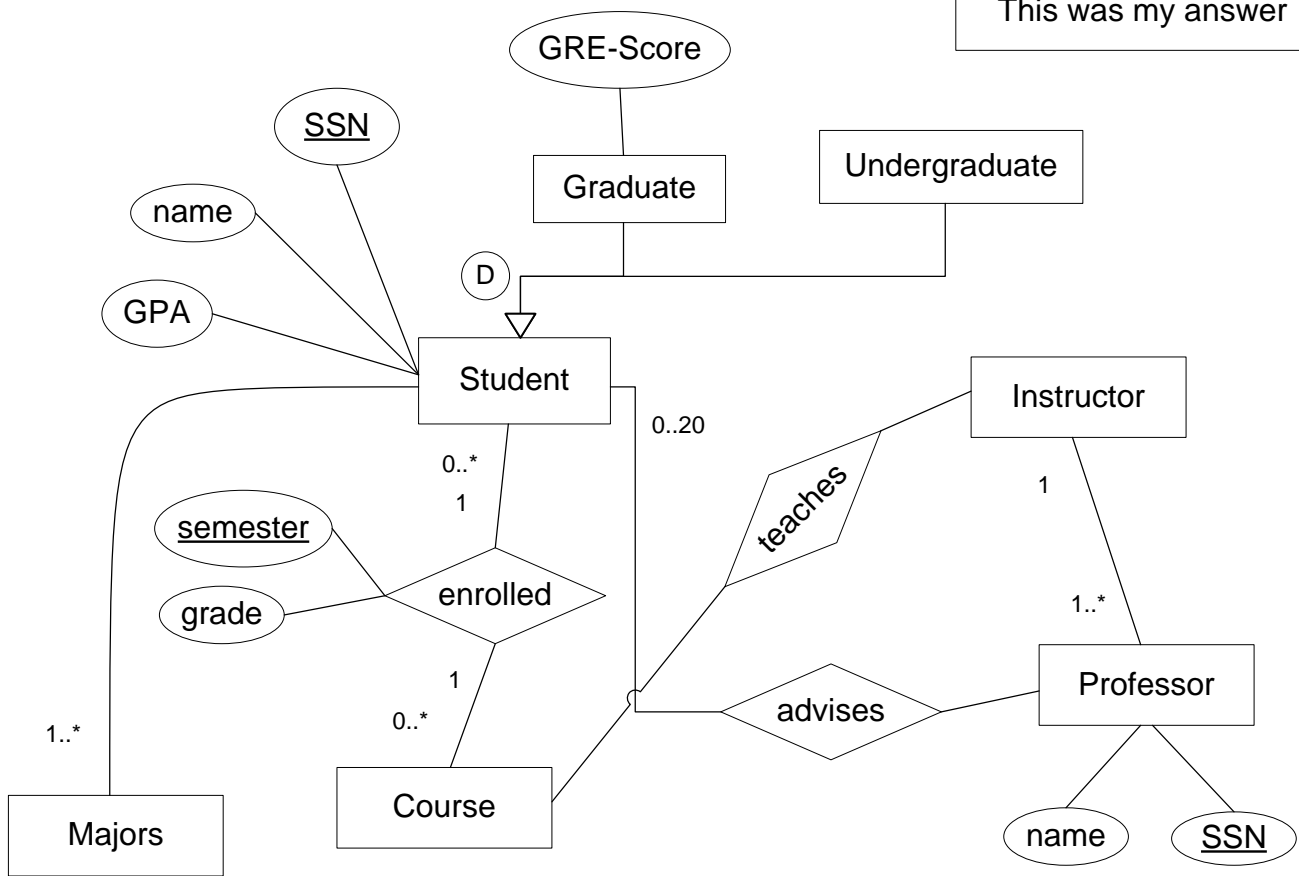 This was my answer
GRE-Score
SSN
Undergraduate
Graduate
name
D
GPA
Student
Instructor
0..20
0..*
1
1
teaches
semester
enrolled
grade
1..*
1
Professor
advises
0..*
1..*
Course
Majors
name
SSN